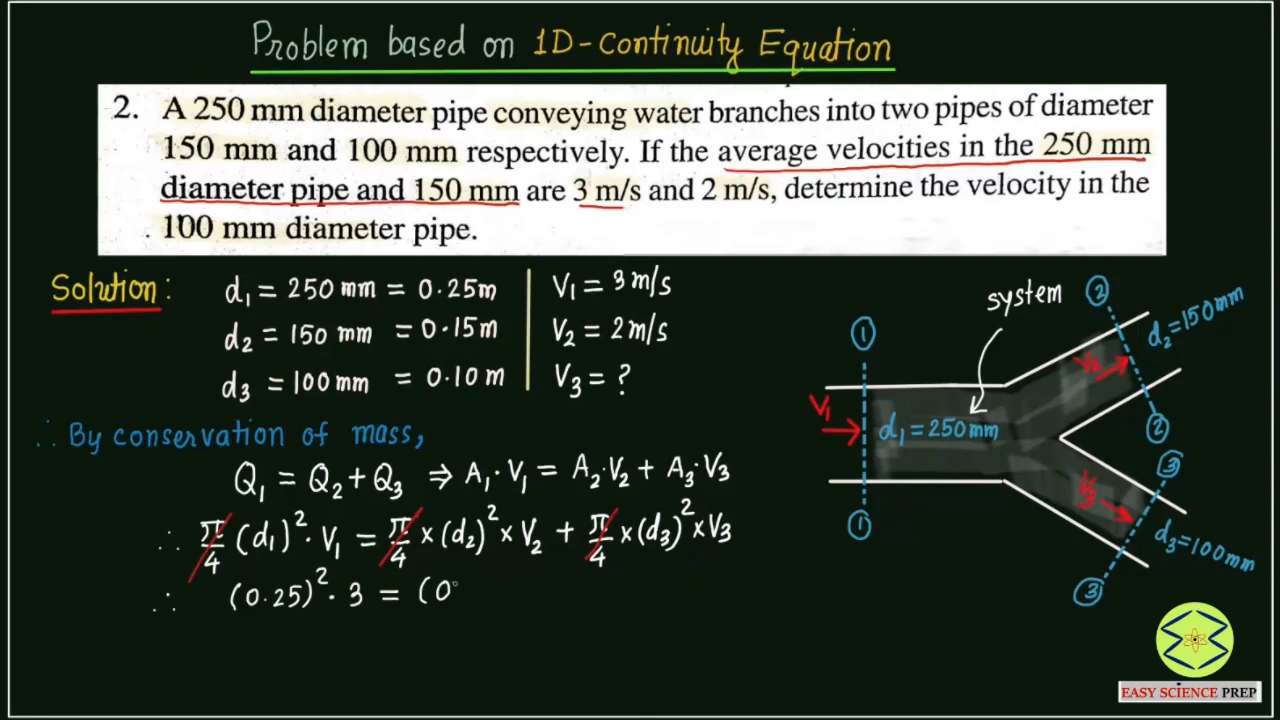 Problem based on 1D-Continuity Equation
2. A 250 mm diameter pipe conveying water branches into two pipes of diameter
150 mm and 100 mm respectively. If the average velocities in the 250 mm
diameter pipe and 150 mm are 3 m/s and 2 m/s, determine the velocity in the
100 mm diameter pipe.
Solution:
d₁ = 250 mm = 0.25m
d₂ = 150 mm = 0.15m
d₃ = 100 mm = 0.10 m
V₁ = 3 m/s
V₂ = 2 m/s
V₃ = ?
∴ By conservation of mass,
Q₁ = Q₂ + Q₃ ⇒ A₁·V₁ = A₂·V₂ + A₃·V₃
∴ π/4 (d₁)²· V₁ = π/4 × (d₂)² × V₂ + π/4 × (d₃)² × V₃
∴ (0.25)² · 3 = (0
system
①
①
②
②
③
③
V₁
V₂
V₃
d₁ = 250 mm
d₂ = 150 mm
d₃ = 100 mm
EASY SCIENCE PREP